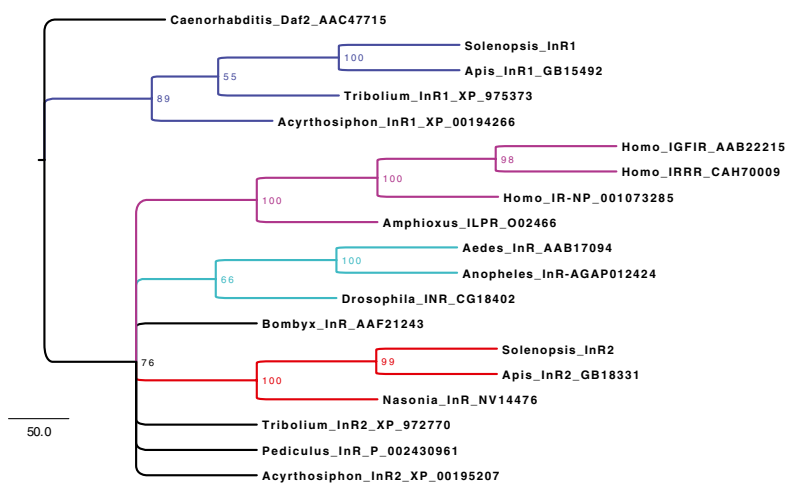 Caenorhabditis_Daf2_AAC47715
Solenopsis_InR1
100
Apis_InR1_GB15492
55
Tribolium_InR1_XP_975373
89
Acyrthosiphon_InR1_XP_00194266
Homo_IGFIR_AAB22215
98
Homo_IRRR_CAH70009
100
Homo_IR-NP_001073285
100
Amphioxus_ILPR_O02466
Aedes_InR_AAB17094
100
Anopheles_InR-AGAP012424
66
Drosophila_INR_CG18402
Bombyx_InR_AAF21243
Solenopsis_InR2
76
99
Apis_InR2_GB18331
100
Nasonia_InR_NV14476
Tribolium_InR2_XP_972770
50.0
Pediculus_InR_P_002430961
Acyrthosiphon_InR2_XP_00195207